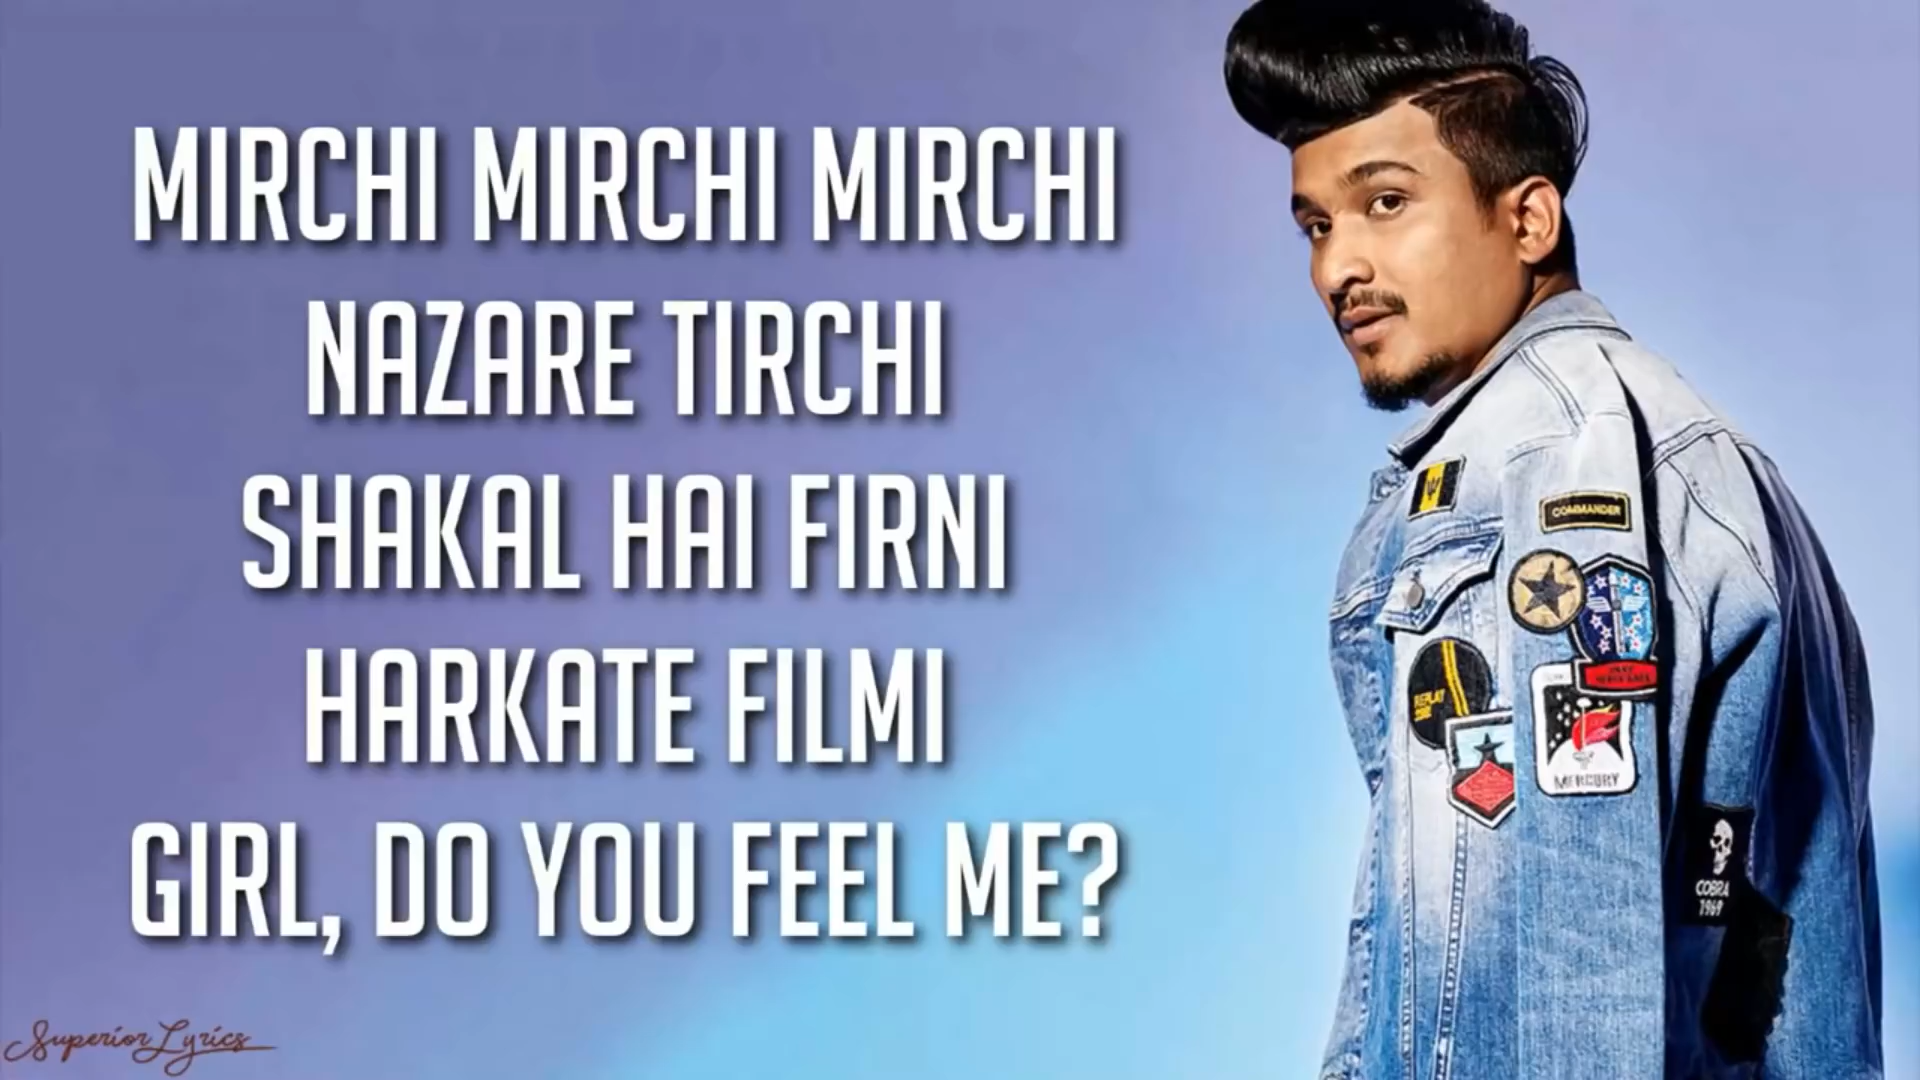 MIRCHI MIRCHI MIRCHI
NAZARE TIRCHI
SHAKAL HAI FIRNI
HARKATE FILMI
GIRL, DO YOU FEEL ME?
COMMANDER
REPLAY
MERCURY
COBRA
1969
Superior Lyrics